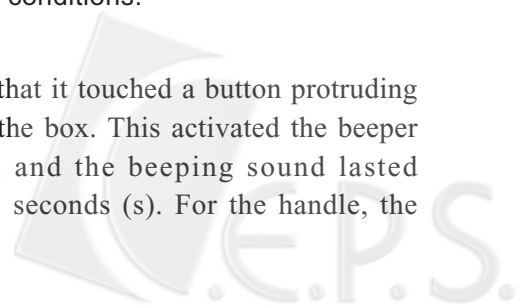 conditions.
that it touched a button protruding
the box. This activated the beeper
and the beeping sound lasted
seconds (s). For the handle, the
C.E.P.S.